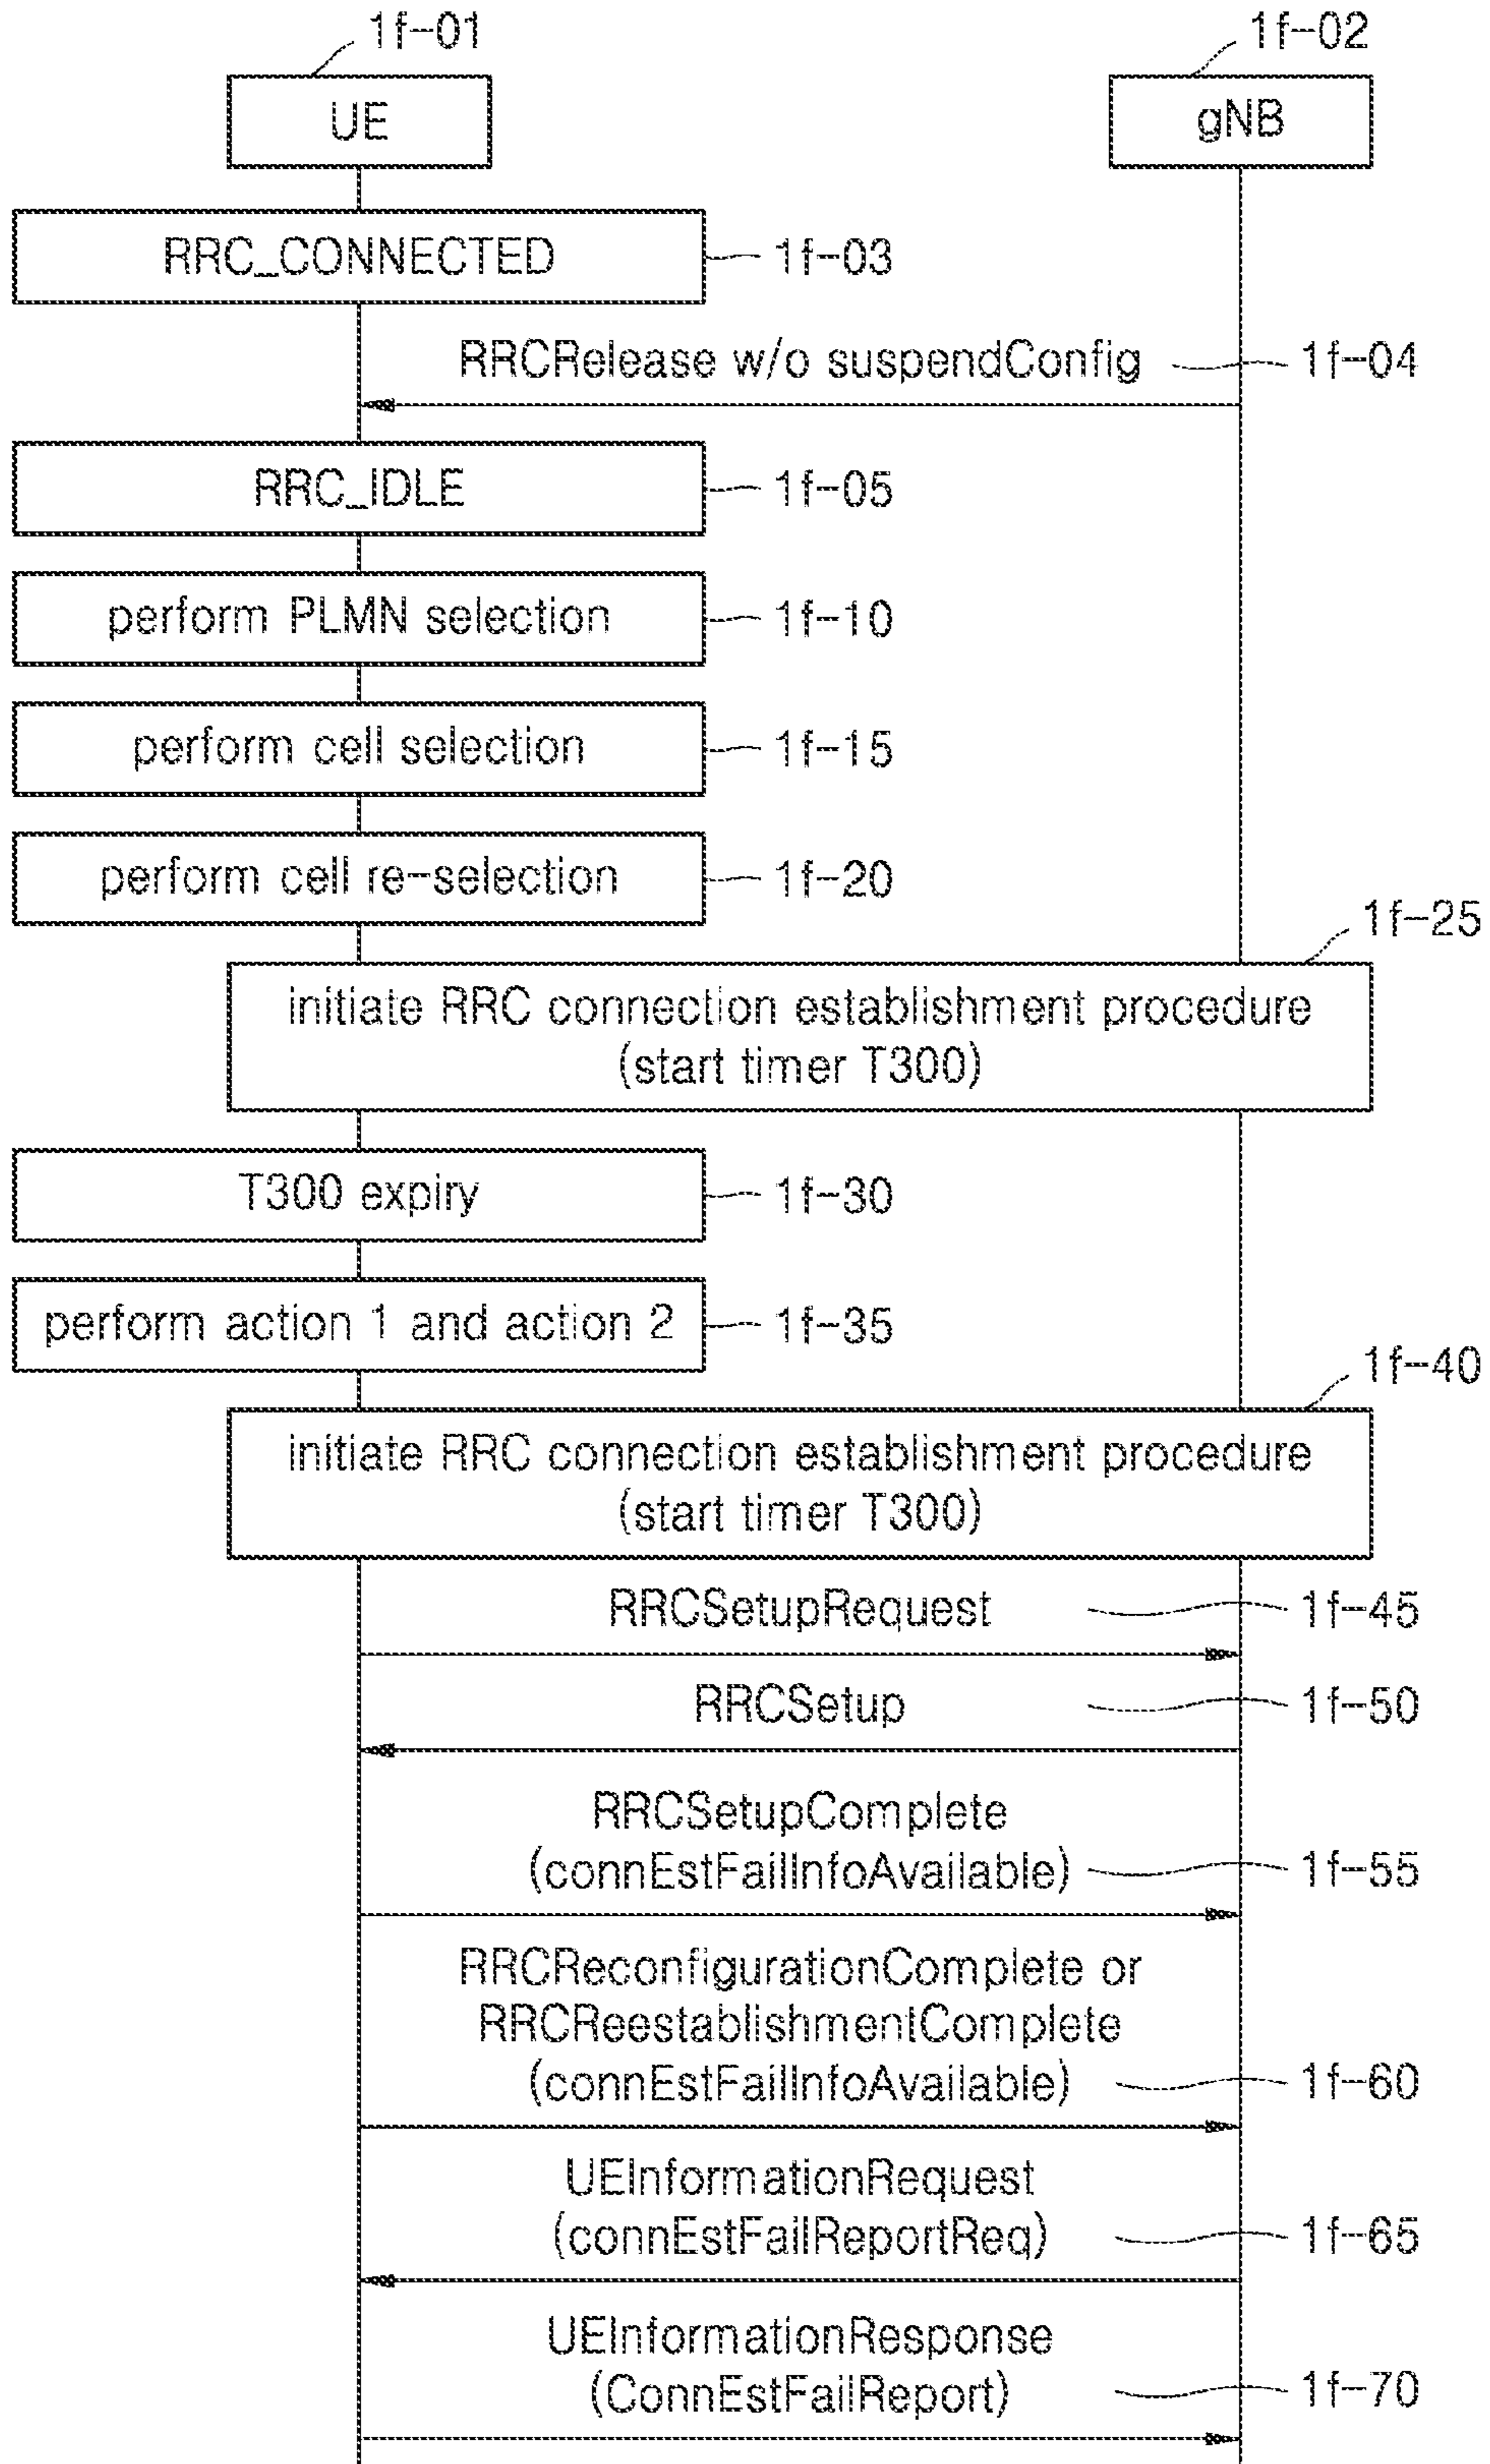 1f-01
1f-02
UE
gNB
RRC_CONNECTED
1f-03
RRCRelease w/o suspendConfig
1f-04
RRC_IDLE
1f-05
perform PLMN selection
1f-10
perform cell selection
1f-15
perform cell re-selection
1f-20
1f-25
initiate RRC connection establishment procedure
(start timer T300)
T300 expiry
1f-30
perform action 1 and action 2
1f-35
1f-40
initiate RRC connection establishment procedure
(start timer T300)
RRCSetupRequest
1f-45
RRCSetup
1f-50
RRCSetupComplete
(connEstFailInfoAvailable)
1f-55
RRCReconfigurationComplete or
RRCReestablishmentComplete
(connEstFailInfoAvailable)
1f-60
UEInformationRequest
(connEstFailReportReq)
1f-65
UEInformationResponse
(ConnEstFailReport)
1f-70